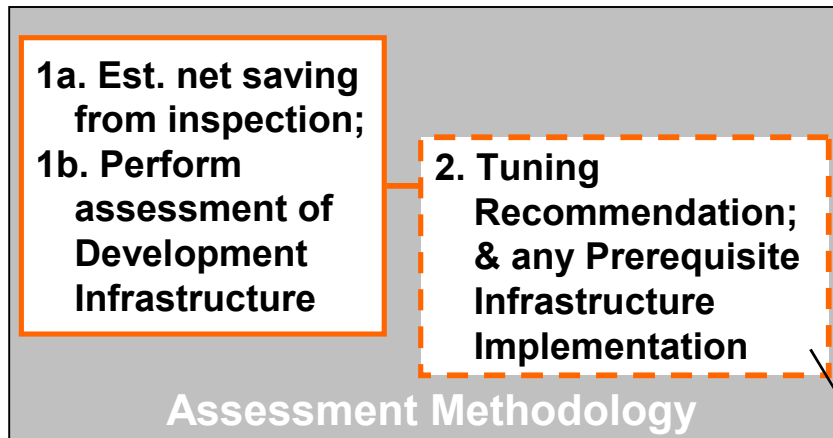 1a. Est. net saving
from inspection;
1b. Perform
assessment of
Development
Infrastructure
2. Tuning
Recommendation;
& any Prerequisite
Infrastructure
Implementation
Assessment Methodology